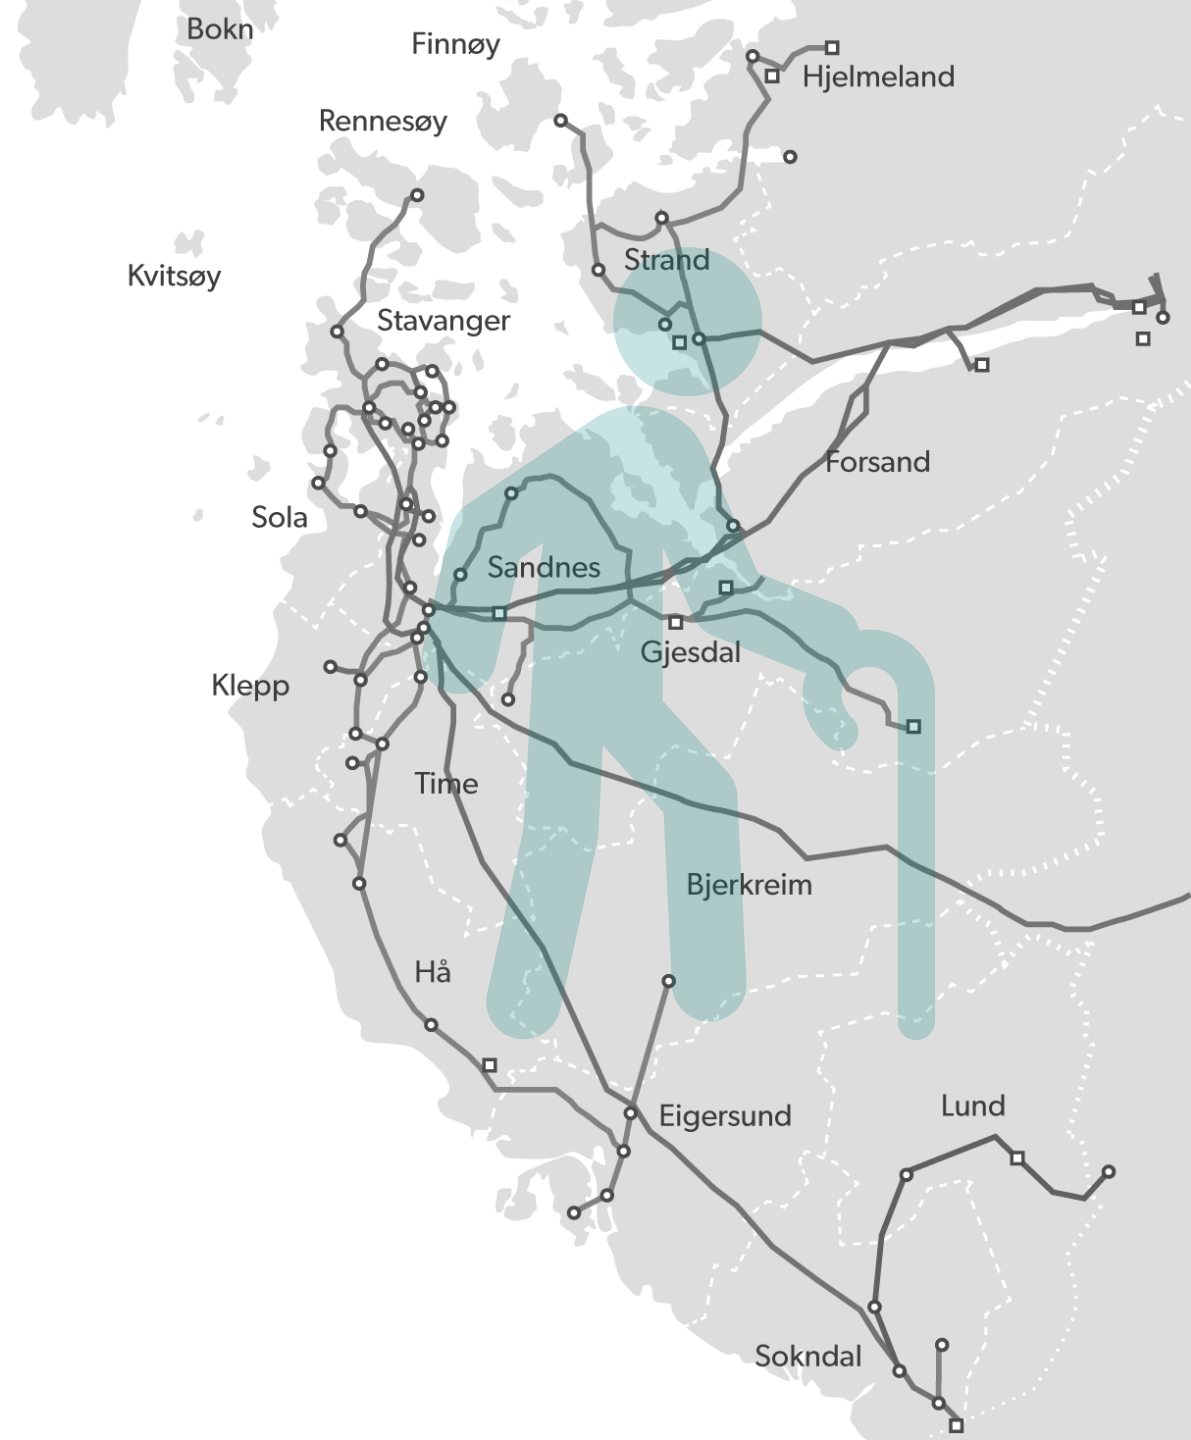 Bokn
Finnøy
Hjelmeland
Rennesøy
Strand
Kvitsøy
Stavanger
Forsand
Sola
Sandnes
Gjesdal
Klepp
Time
Bjerkreim
Hå
Lund
Eigersund
Sokndal